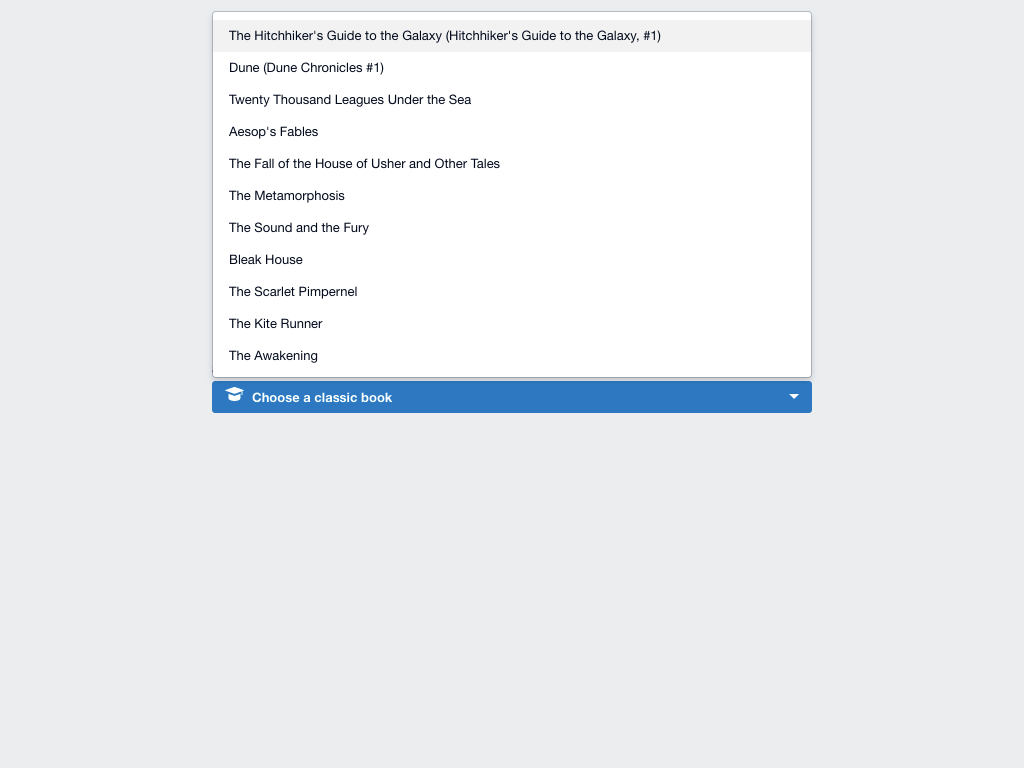 The Hitchhiker's Guide to the Galaxy (Hitchhiker's Guide to the Galaxy, #1)
Dune (Dune Chronicles #1)
Twenty Thousand Leagues Under the Sea
Aesop's Fables
The Fall of the House of Usher and Other Tales
The Metamorphosis
The Sound and the Fury
Bleak House
The Scarlet Pimpernel
The Kite Runner
The Awakening
Choose a classic book